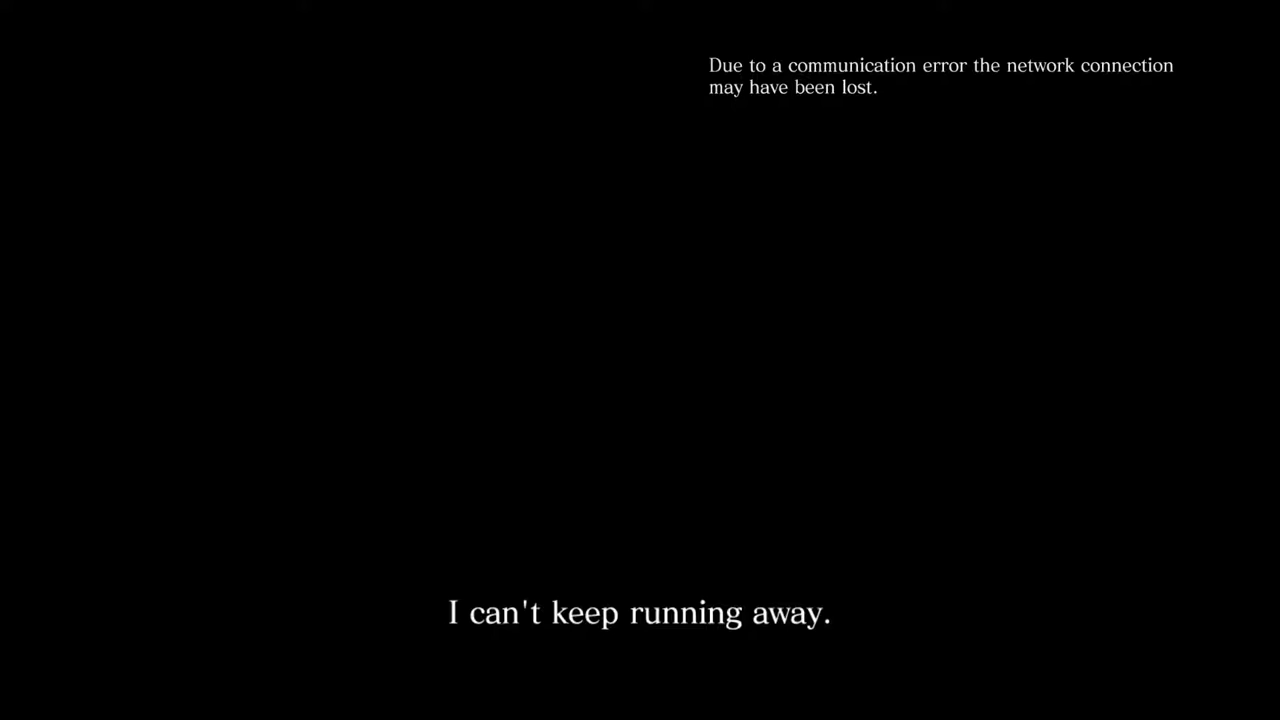 Due to a communication error the network connection
may have been lost.
I can't keep running away.